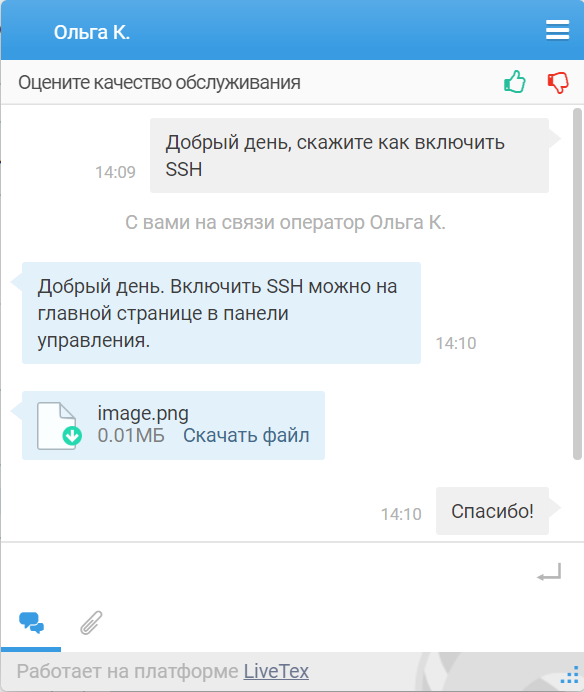 Ольга К.
Оцените качество обслуживания
Добрый день, скажите как включить
SSH
14:09
С вами на связи оператор Ольга К.
Добрый день. Включить SSH можно на
главной странице в панели
управления.
14:10
image.png
0.01МБ Скачать файл
14:10 Спасибо!
Работает на платформе LiveTex